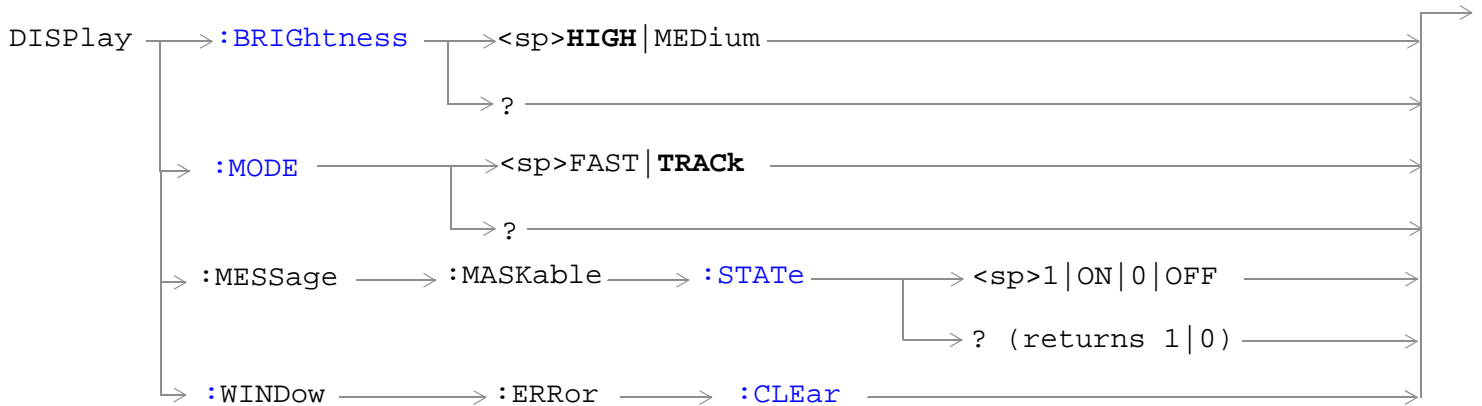 DISPlay :BRIGhtness <sp>HIGH|MEDium
?
:MODE <sp>FAST|TRACk
?
:MESSage :MASKable :STATe <sp>1|ON|0|OFF
? (returns 1|0)
:WINDow :ERRor :CLEar